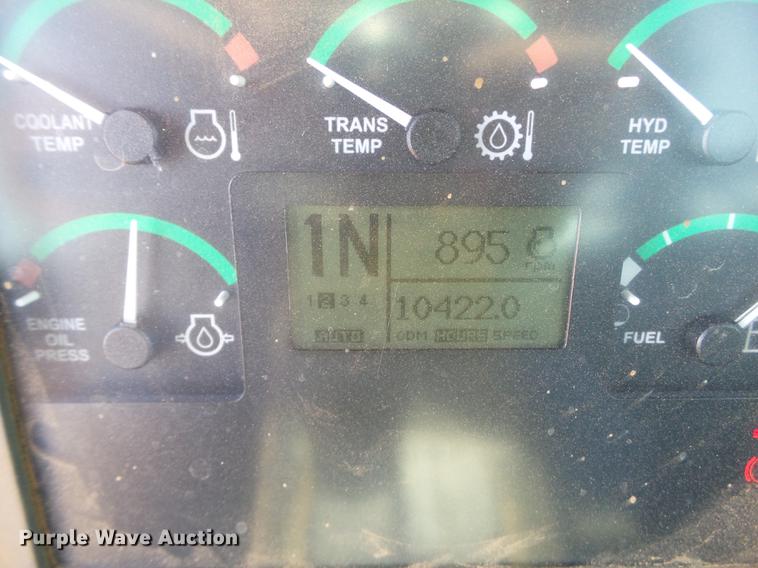 COOLANT TEMP
TRANS TEMP
HYD TEMP
1N 895 rpm
1 2 3 4 10422.0
AUTO ODM HOURS SPEED
ENGINE OIL PRESS
FUEL
Purple Wave Auction